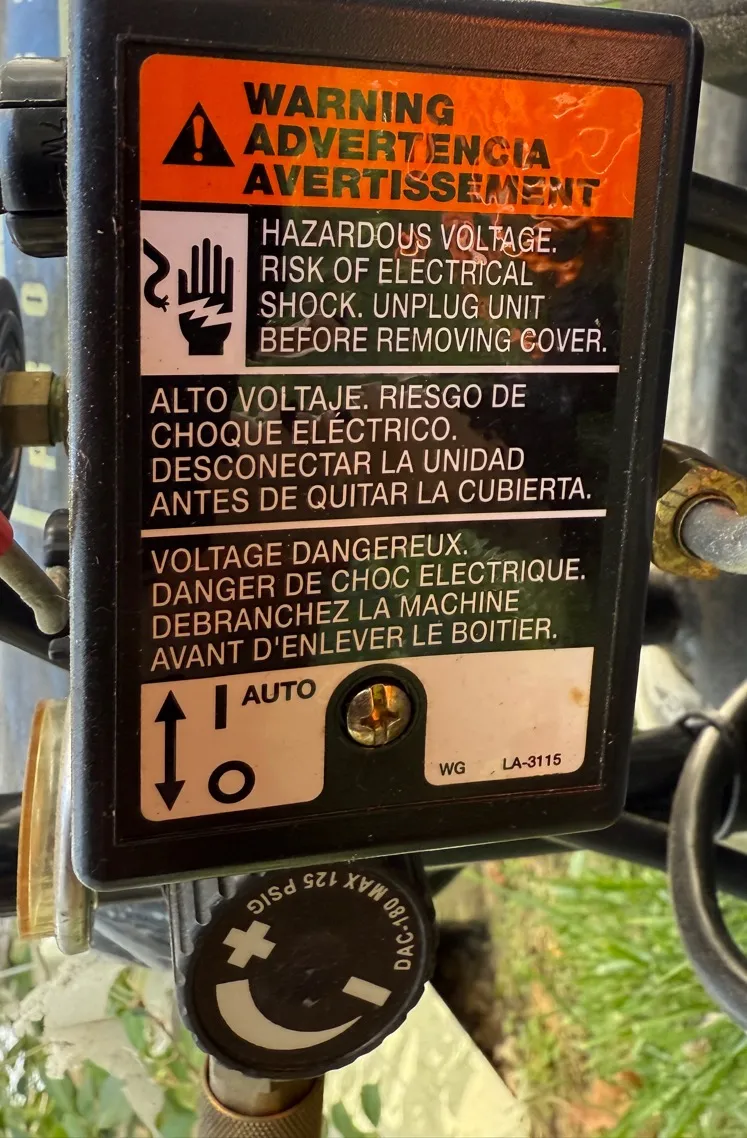 WARNING
ADVERTENCIA
AVERTISSEMENT
HAZARDOUS VOLTAGE.
RISK OF ELECTRICAL
SHOCK. UNPLUG UNIT
BEFORE REMOVING COVER.
ALTO VOLTAJE. RIESGO DE
CHOQUE ELÉCTRICO.
DESCONECTAR LA UNIDAD
ANTES DE QUITAR LA CUBIERTA.
VOLTAGE DANGEREUX.
DANGER DE CHOC ELECTRIQUE.
DEBRANCHEZ LA MACHINE
AVANT D'ENLEVER LE BOITIER.
I AUTO
O
WG LA-3115
DAC-180 MAX 125 PSIG